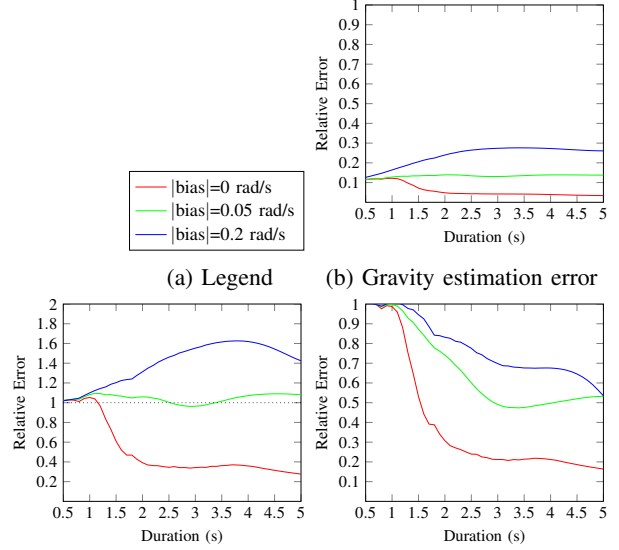 1
0.9
0.8
0.7
0.6
0.5
0.4
0.3
0.2
0.1
Relative Error
0.5 1 1.5 2 2.5 3 3.5 4 4.5 5
Duration (s)
|bias|=0 rad/s
|bias|=0.05 rad/s
|bias|=0.2 rad/s
(a) Legend
(b) Gravity estimation error
2
1.8
1.6
1.4
1.2
1
0.8
0.6
0.4
0.2
Relative Error
0.5 1 1.5 2 2.5 3 3.5 4 4.5 5
Duration (s)
1
0.9
0.8
0.7
0.6
0.5
0.4
0.3
0.2
0.1
Relative Error
0.5 1 1.5 2 2.5 3 3.5 4 4.5 5
Duration (s)